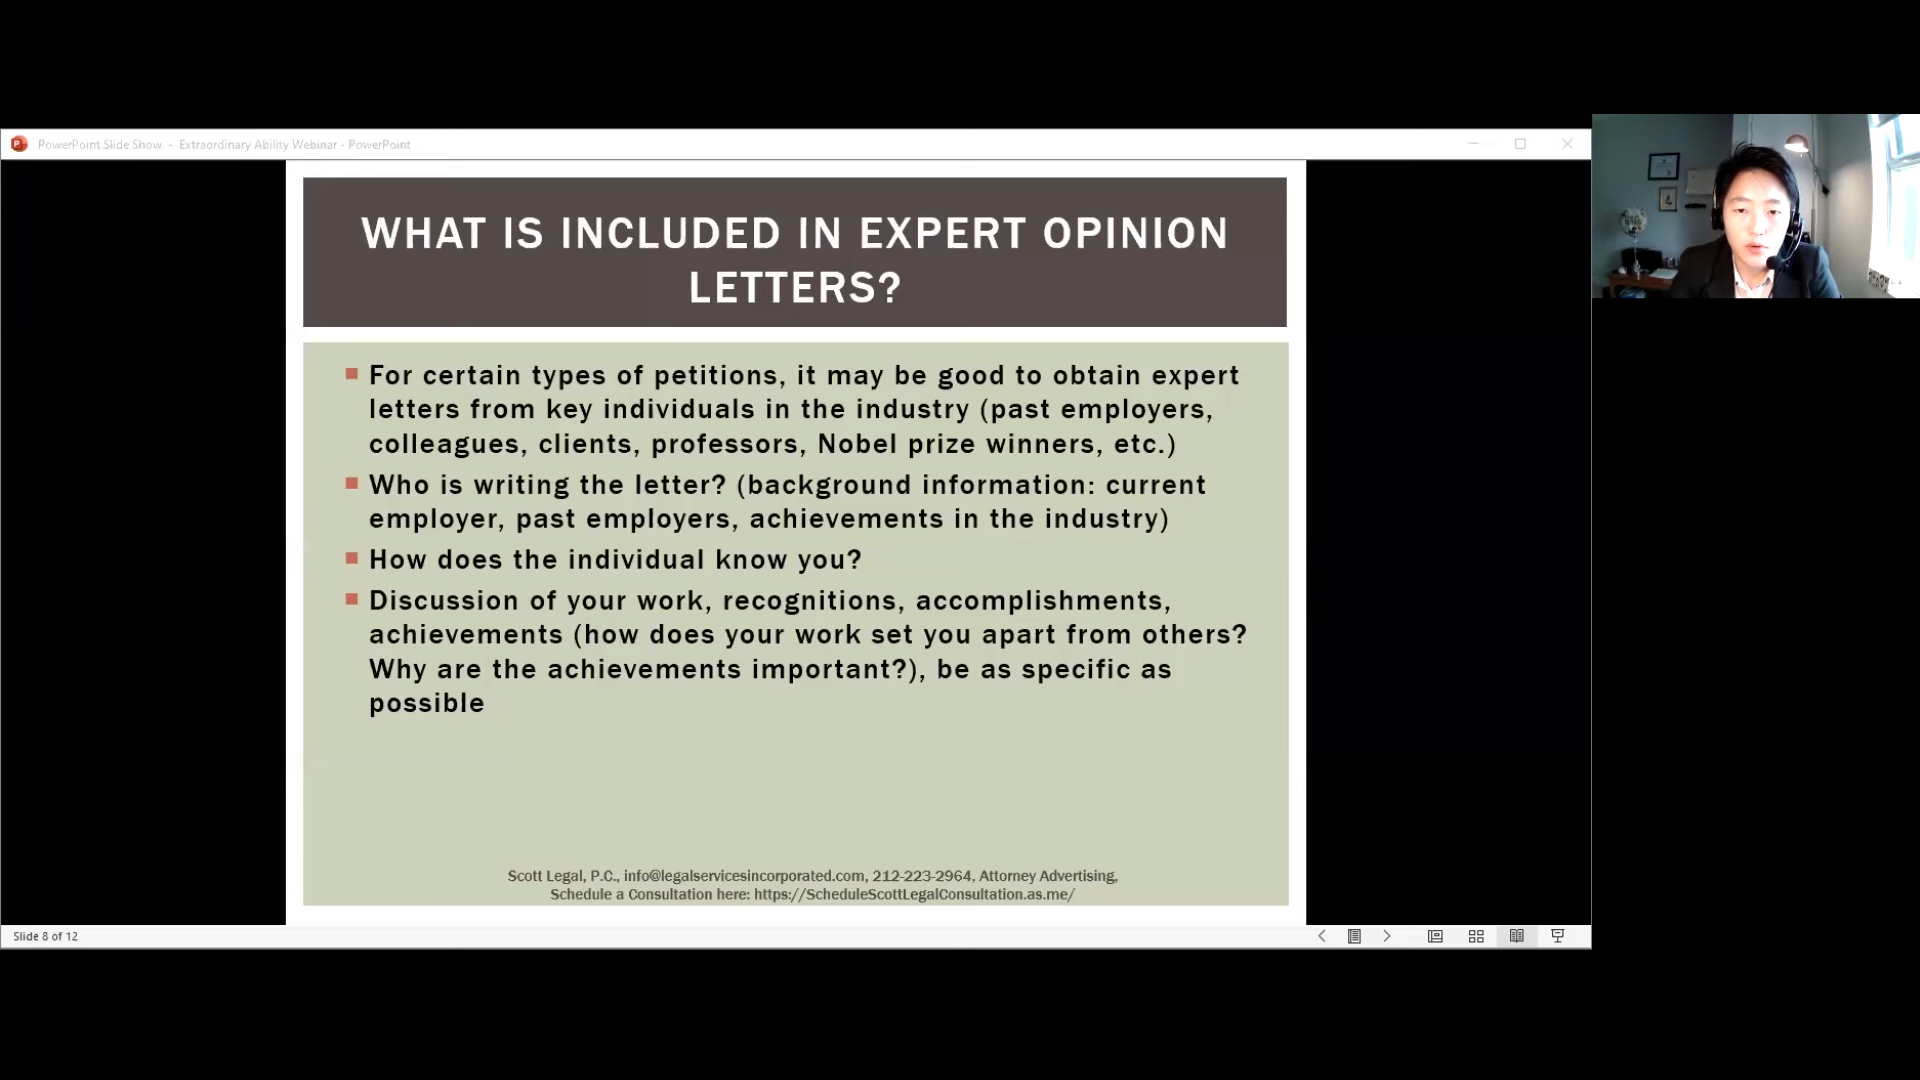 PowerPoint Slide Show - Extraordinary Ability Webinar - PowerPoint
WHAT IS INCLUDED IN EXPERT OPINION
LETTERS?
For certain types of petitions, it may be good to obtain expert
letters from key individuals in the industry (past employers,
colleagues, clients, professors, Nobel prize winners, etc.)
Who is writing the letter? (background information: current
employer, past employers, achievements in the industry)
How does the individual know you?
Discussion of your work, recognitions, accomplishments,
achievements (how does your work set you apart from others?
Why are the achievements important?), be as specific as
possible
Scott Legal, P.C., info@legalservicesincorporated.com, 212-223-2964, Attorney Advertising,
Schedule a Consultation here: https://ScheduleScottLegalConsultation.as.me/
Slide 8 of 12